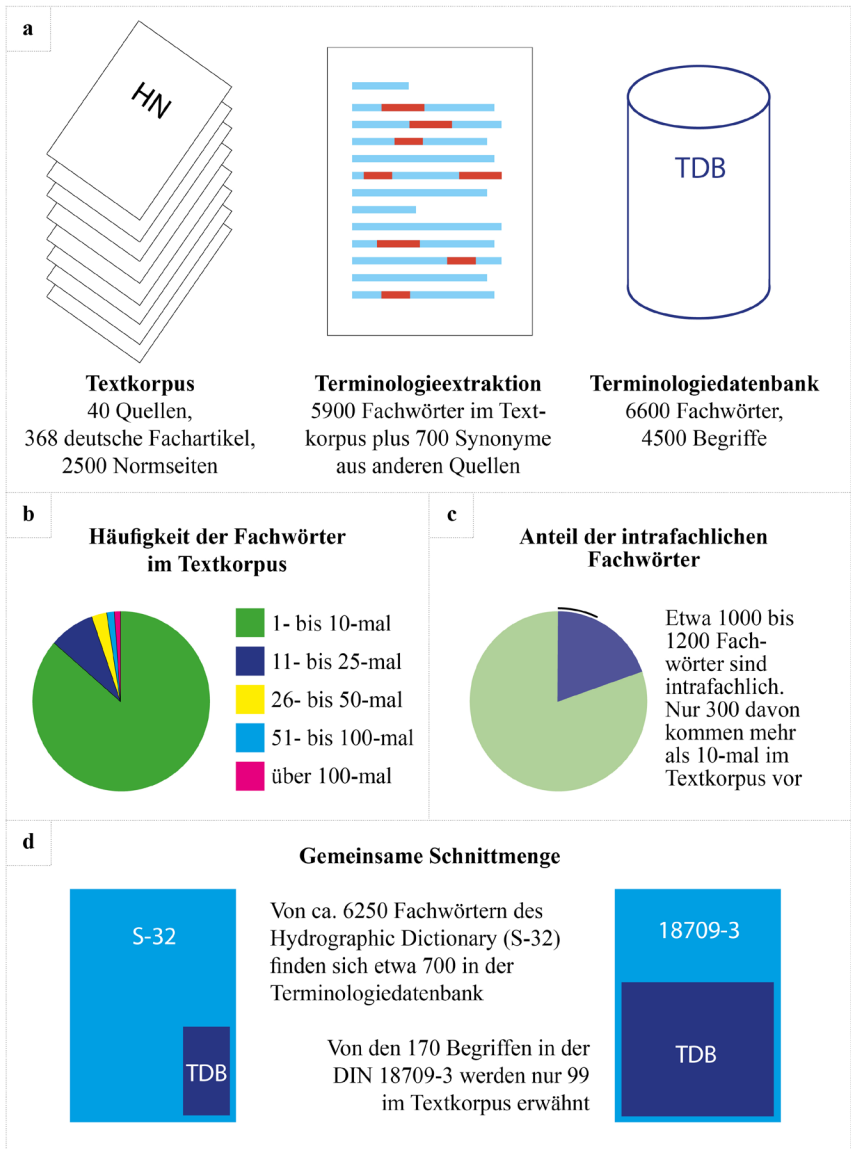 a
HN
TDB
Textkorpus
40 Quellen,
368 deutsche Fachartikel,
2500 Normseiten
Terminologieextraktion
5900 Fachwörter im Text-
korpus plus 700 Synonyme
aus anderen Quellen
Terminologiedatenbank
6600 Fachwörter,
4500 Begriffe
b
Häufigkeit der Fachwörter
im Textkorpus
1- bis 10-mal
11- bis 25-mal
26- bis 50-mal
51- bis 100-mal
über 100-mal
c
Anteil der intrafachlichen
Fachwörter
Etwa 1000 bis
1200 Fach-
wörter sind
intrafachlich.
Nur 300 davon
kommen mehr
als 10-mal im
Textkorpus vor
d
Gemeinsame Schnittmenge
S-32
TDB
Von ca. 6250 Fachwörtern des
Hydrographic Dictionary (S-32)
finden sich etwa 700 in der
Terminologiedatenbank
Von den 170 Begriffen in der
DIN 18709-3 werden nur 99
im Textkorpus erwähnt
18709-3
TDB